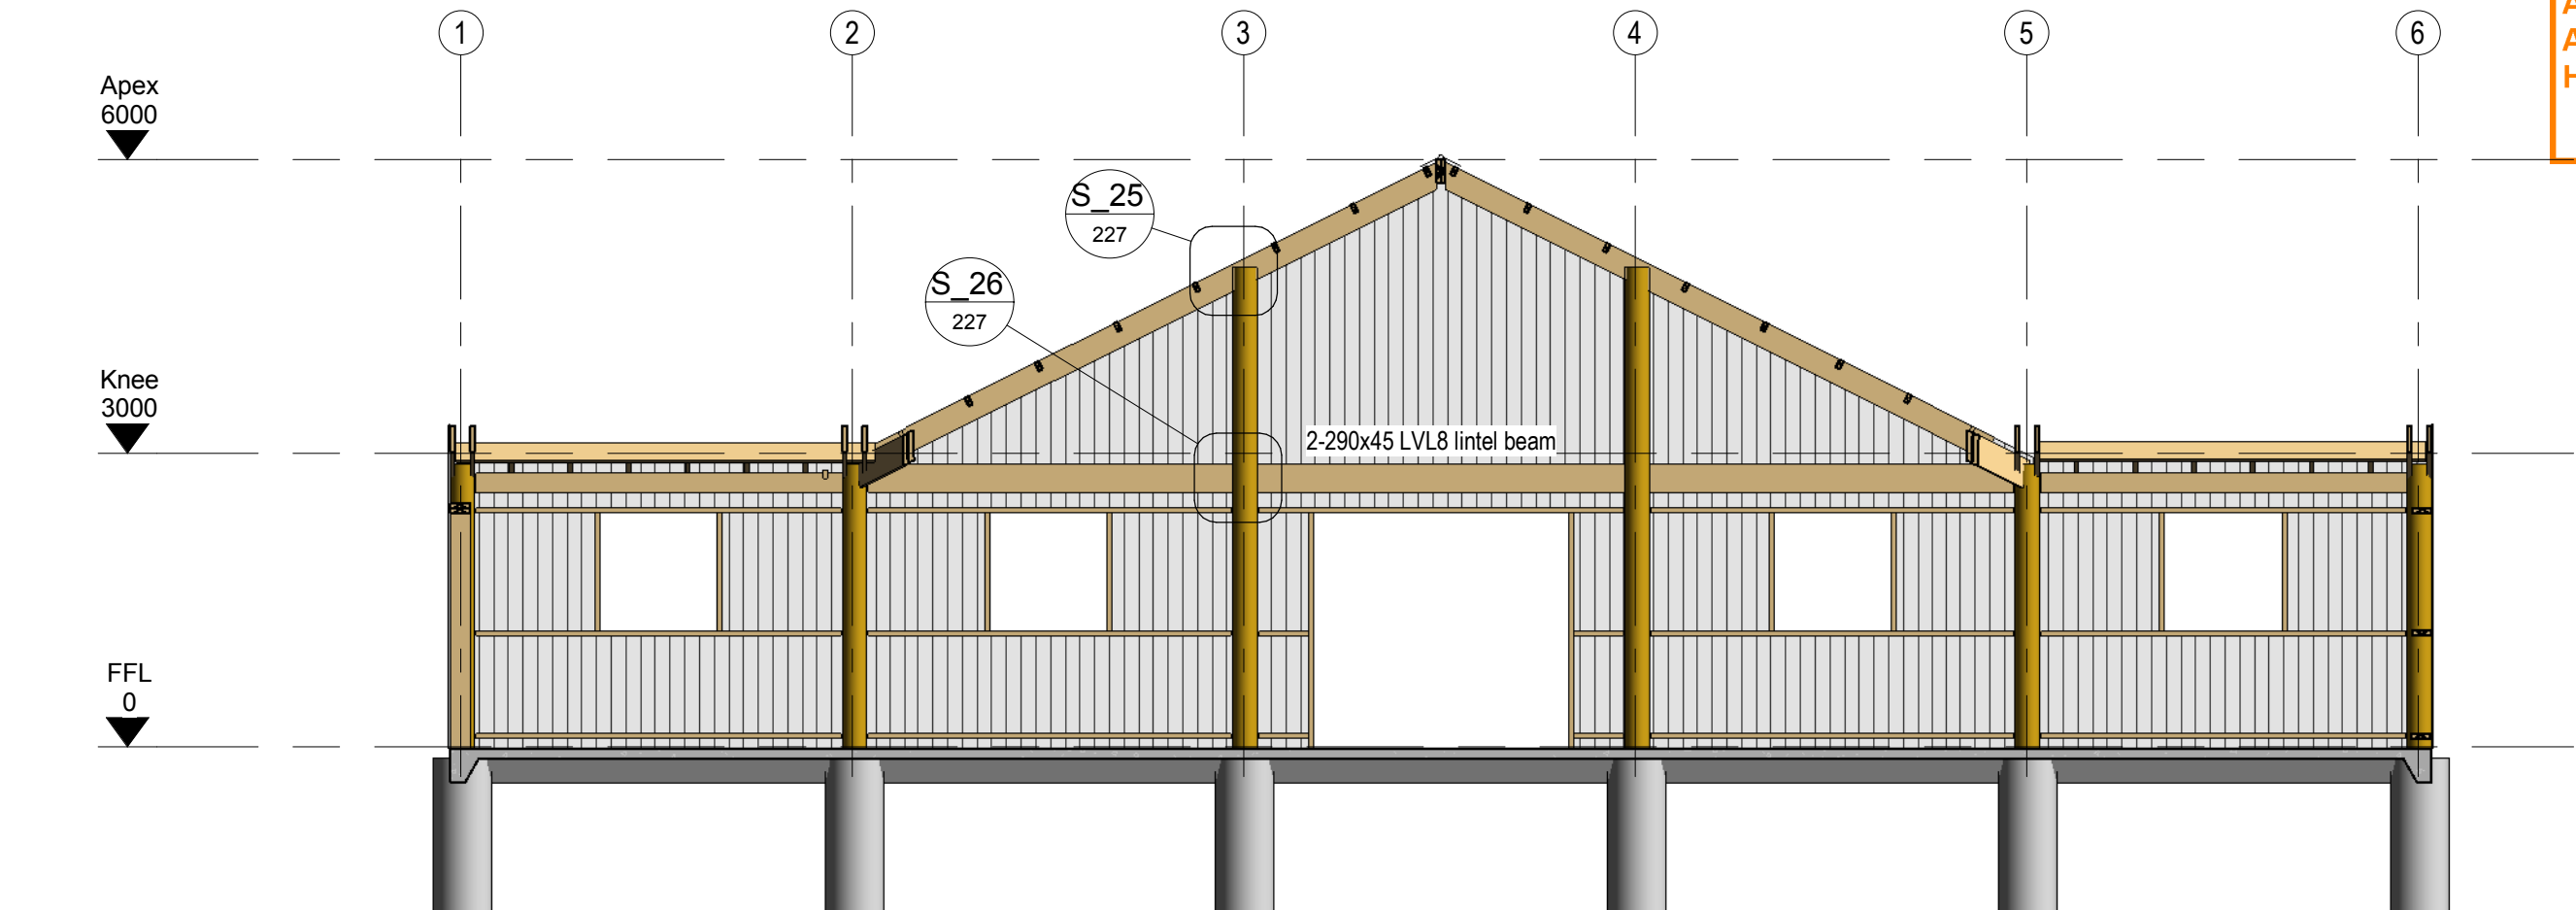 1 2 3 4 5 6
Apex
6000
S_25
227
S_26
227
Knee
3000
2-290x45 LVL8 lintel beam
FFL
0
A
A
H